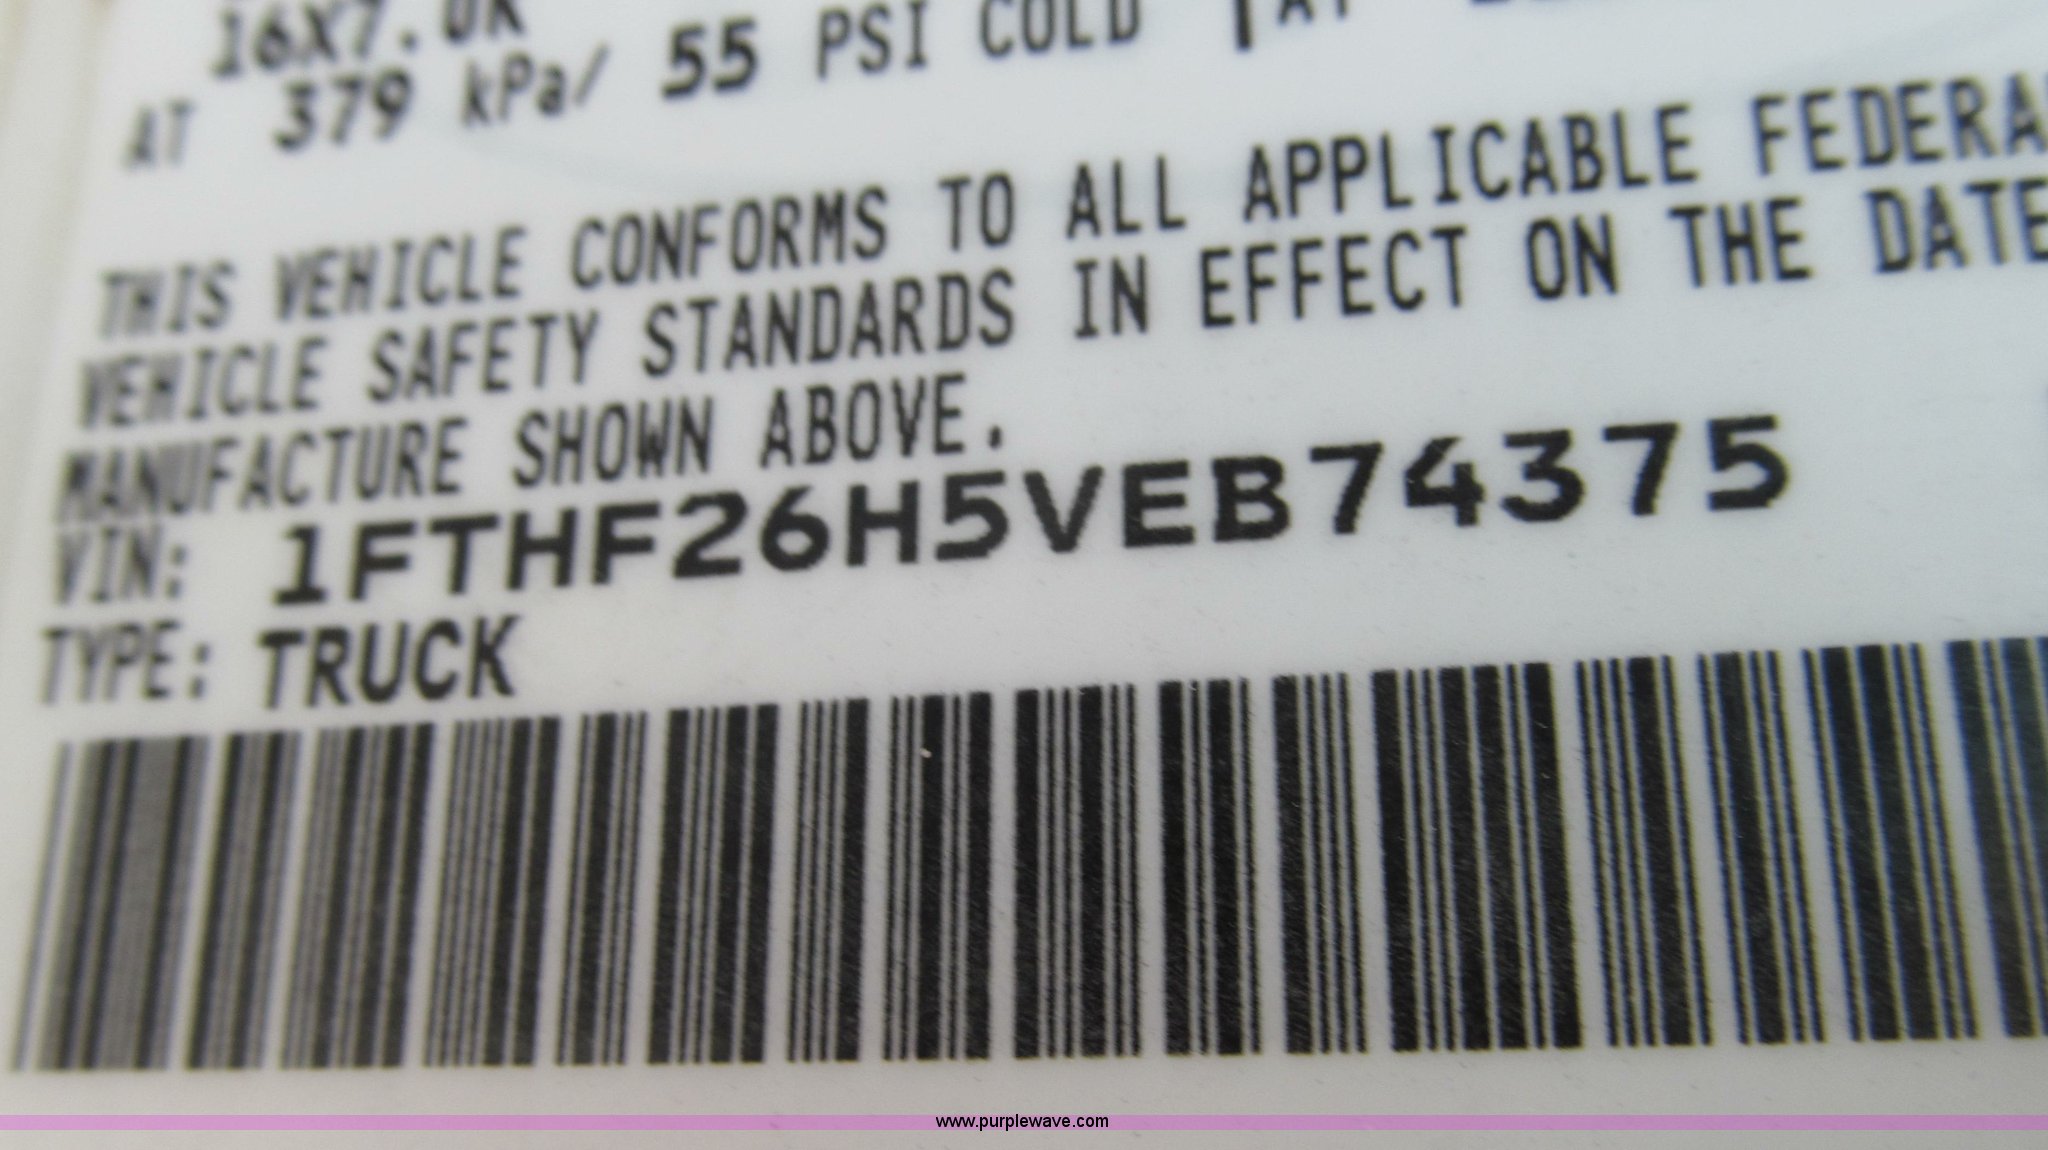 16X7.0K
AT 379 kPa/ 55 PSI COLD AT
THIS VEHICLE CONFORMS TO ALL APPLICABLE FEDERA
VEHICLE SAFETY STANDARDS IN EFFECT ON THE DATE
MANUFACTURE SHOWN ABOVE.
VIN: 1FTHF26H5VEB74375
TYPE: TRUCK
www.purplewave.com